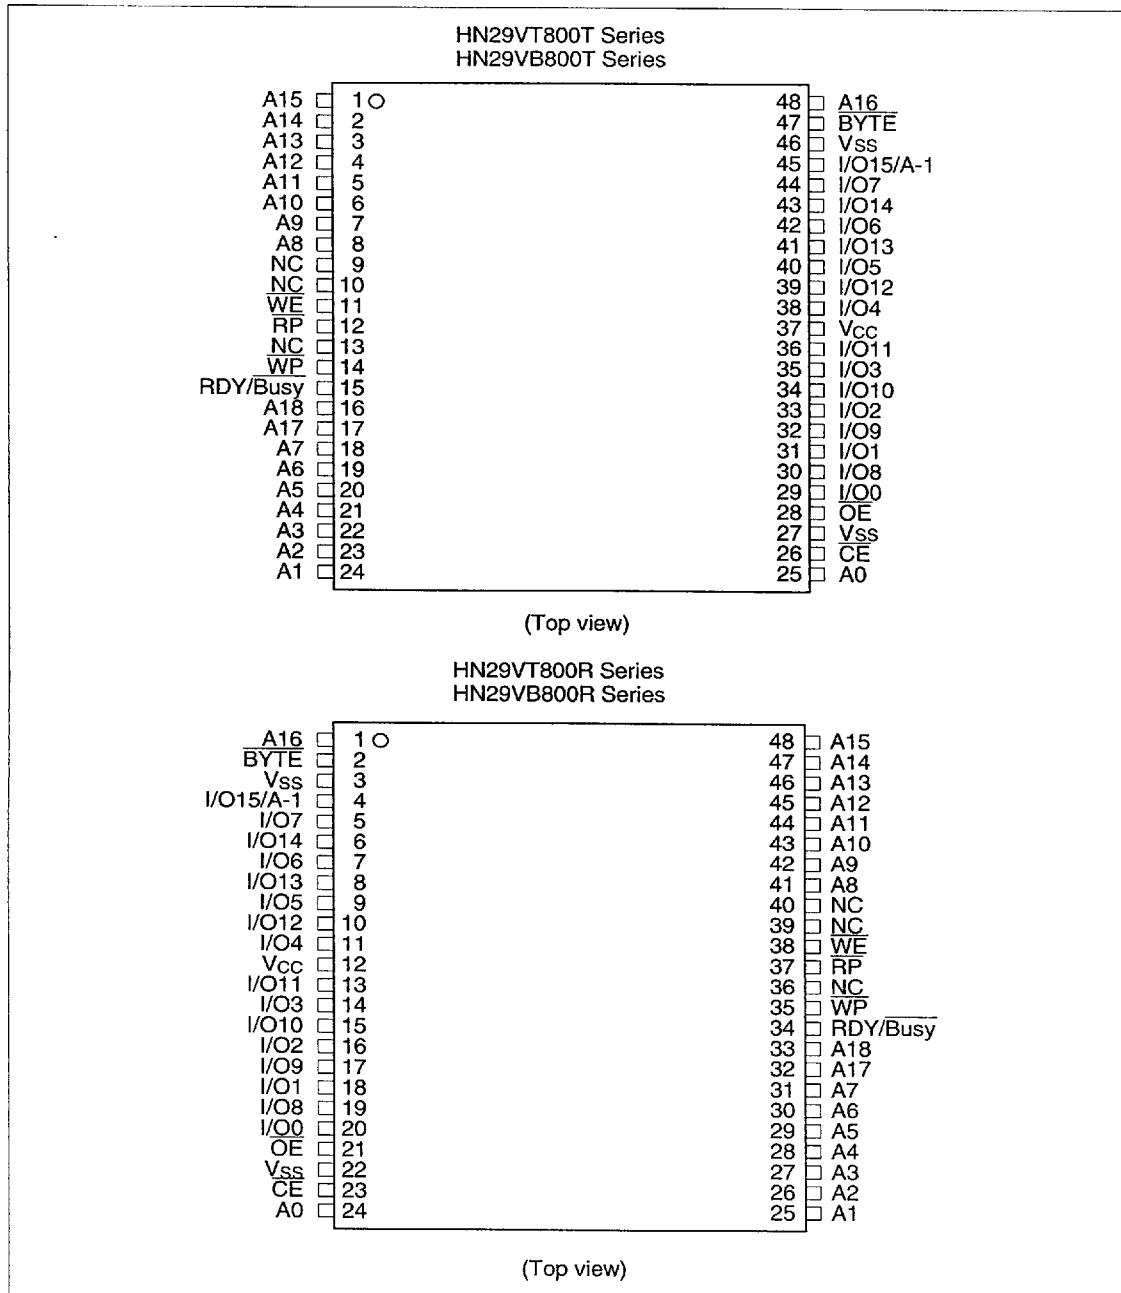 HN29VT800T Series
HN29VB800T Series
A15 1 48 A16
A14 2 47 BYTE
A13 3 46 VSS
A12 4 45 I/O15/A-1
A11 5 44 I/O7
A10 6 43 I/O14
A9 7 42 I/O6
A8 8 41 I/O13
NC 9 40 I/O5
NC 10 39 I/O12
WE 11 38 I/O4
RP 12 37 VCC
NC 13 36 I/O11
WP 14 35 I/O3
RDY/Busy 15 34 I/O10
A18 16 33 I/O2
A17 17 32 I/O9
A7 18 31 I/O1
A6 19 30 I/O8
A5 20 29 I/O0
A4 21 28 OE
A3 22 27 VSS
A2 23 26 CE
A1 24 25 A0
(Top view)
HN29VT800R Series
HN29VB800R Series
A16 1 48 A15
BYTE 2 47 A14
VSS 3 46 A13
I/O15/A-1 4 45 A12
I/O7 5 44 A11
I/O14 6 43 A10
I/O6 7 42 A9
I/O13 8 41 A8
I/O5 9 40 NC
I/O12 10 39 NC
I/O4 11 38 WE
VCC 12 37 RP
I/O11 13 36 NC
I/O3 14 35 WP
I/O10 15 34 RDY/Busy
I/O2 16 33 A18
I/O9 17 32 A17
I/O1 18 31 A7
I/O8 19 30 A6
I/O0 20 29 A5
OE 21 28 A4
VSS 22 27 A3
CE 23 26 A2
A0 24 25 A1
(Top view)